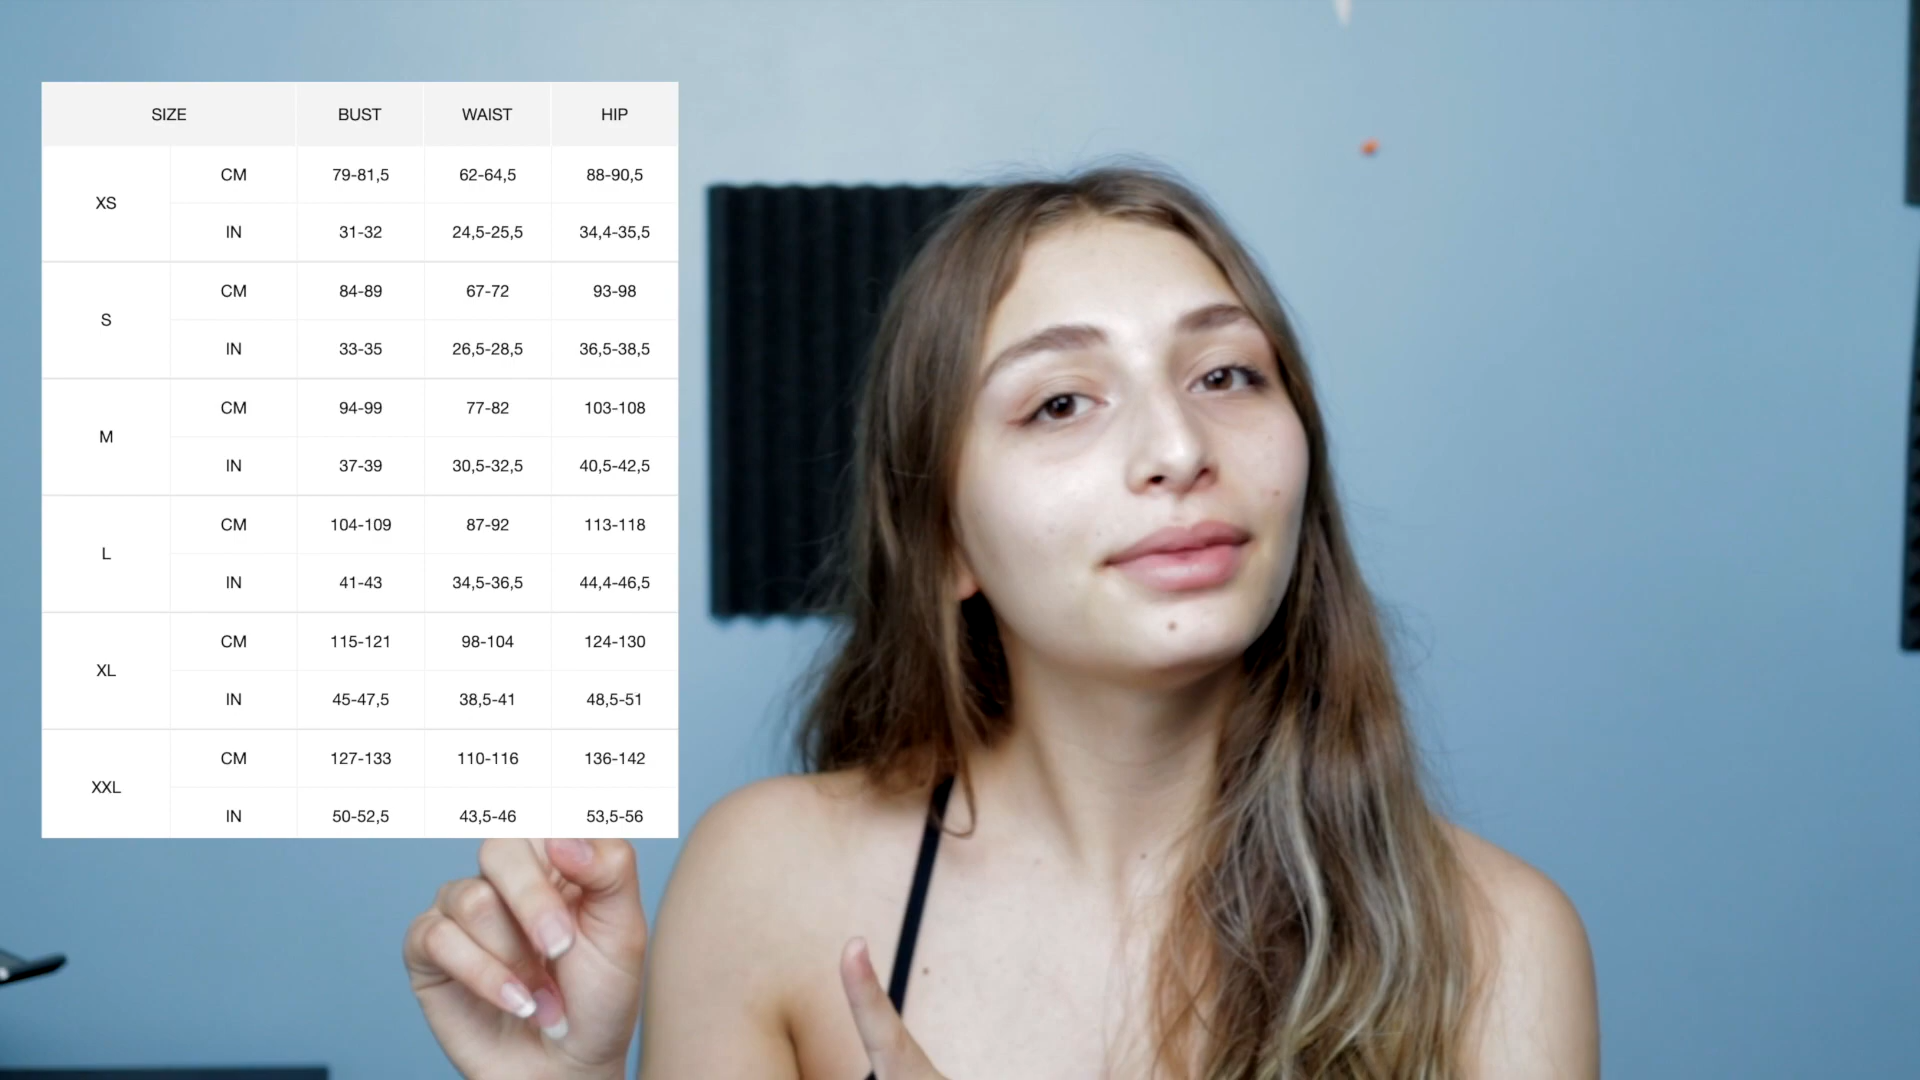 SIZE BUST WAIST HIP
XS CM 79-81,5 62-64,5 88-90,5
IN 31-32 24,5-25,5 34,4-35,5
S CM 84-89 67-72 93-98
IN 33-35 26,5-28,5 36,5-38,5
M CM 94-99 77-82 103-108
IN 37-39 30,5-32,5 40,5-42,5
L CM 104-109 87-92 113-118
IN 41-43 34,5-36,5 44,4-46,5
XL CM 115-121 98-104 124-130
IN 45-47,5 38,5-41 48,5-51
XXL CM 127-133 110-116 136-142
IN 50-52,5 43,5-46 53,5-56